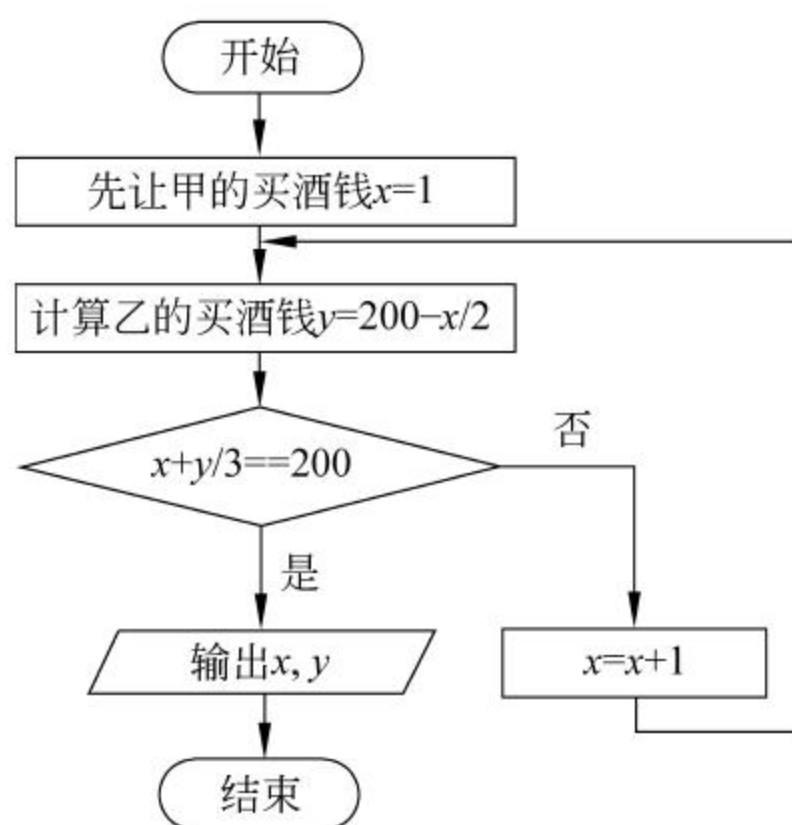 开始
先让甲的买酒钱x=1
计算乙的买酒钱y=200−x/2
x+y/3==200
否
是
输出x, y
x=x+1
结束